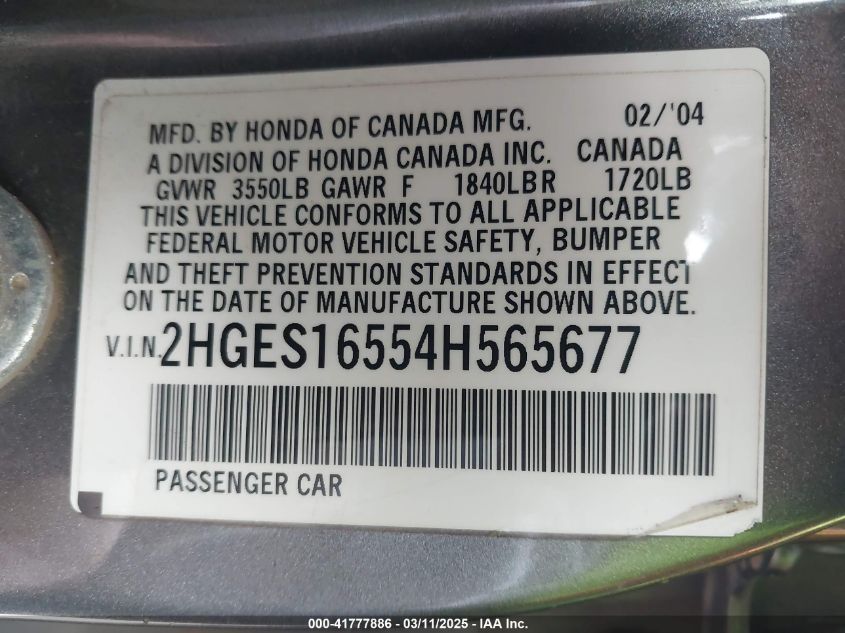 MFD. BY HONDA OF CANADA MFG. 02/'04
A DIVISION OF HONDA CANADA INC. CANADA
GVWR 3550LB GAWR F 1840LB R 1720LB
THIS VEHICLE CONFORMS TO ALL APPLICABLE
FEDERAL MOTOR VEHICLE SAFETY, BUMPER
AND THEFT PREVENTION STANDARDS IN EFFECT
ON THE DATE OF MANUFACTURE SHOWN ABOVE.
V.I.N. 2HGES16554H565677
PASSENGER CAR
000-41777886 - 03/11/2025 - IAA Inc.